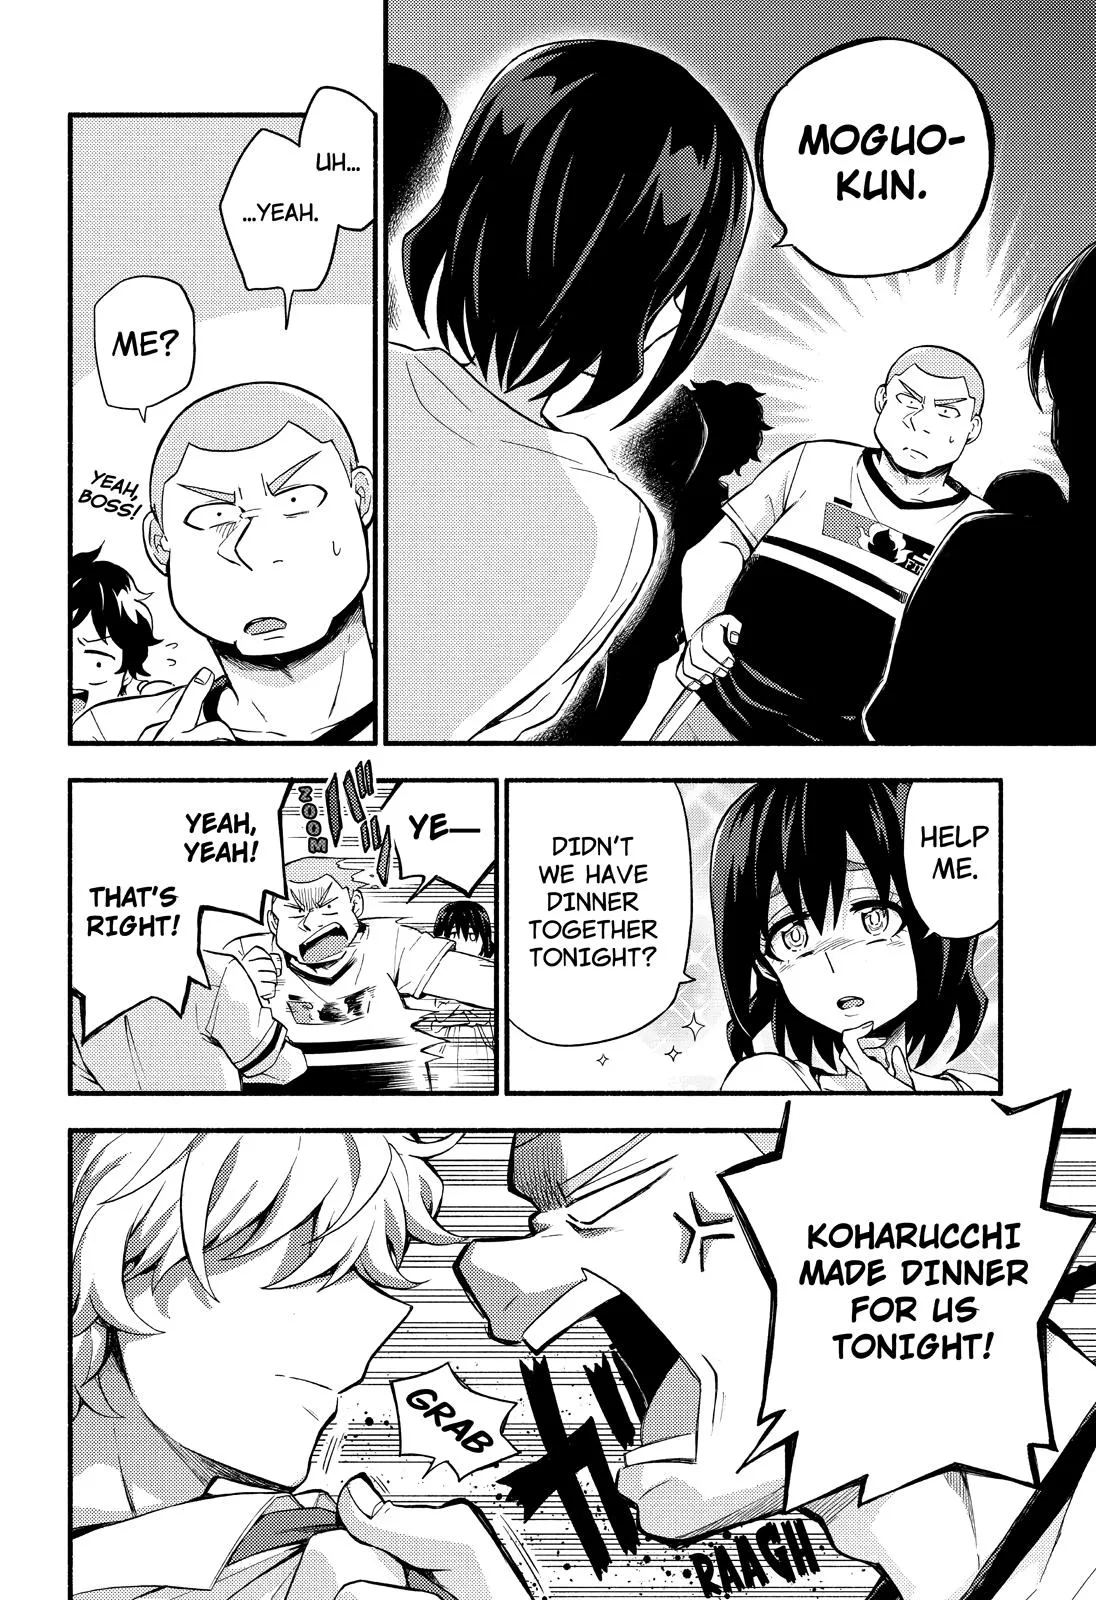 MOGUO-
KUN.
UH...
...YEAH.
ME?
YEAH,
BOSS!
HELP
ME.
DIDN'T
WE HAVE
DINNER
TOGETHER
TONIGHT?
YE—
ZOOM
YEAH,
YEAH!
THAT'S
RIGHT!
KOHARUCCHI
MADE DINNER
FOR US
TONIGHT!
GRAB
RAAGH